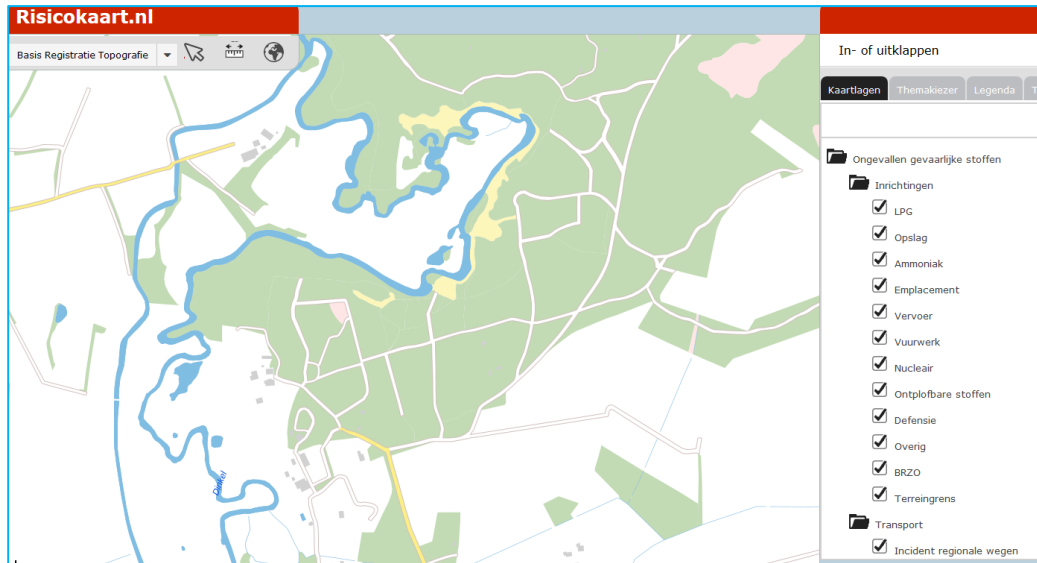 Risicokaart.nl
Basis Registratie Topografie
In- of uitklappen
Kaartlagen Themakiezer Legenda T
Ongevallen gevaarlijke stoffen
Inrichtingen
LPG
Opslag
Ammoniak
Emplacement
Vervoer
Vuurwerk
Nucleair
Ontplofbare stoffen
Defensie
Overig
BRZO
Terreingrens
Transport
Incident regionale wegen
Dinkel